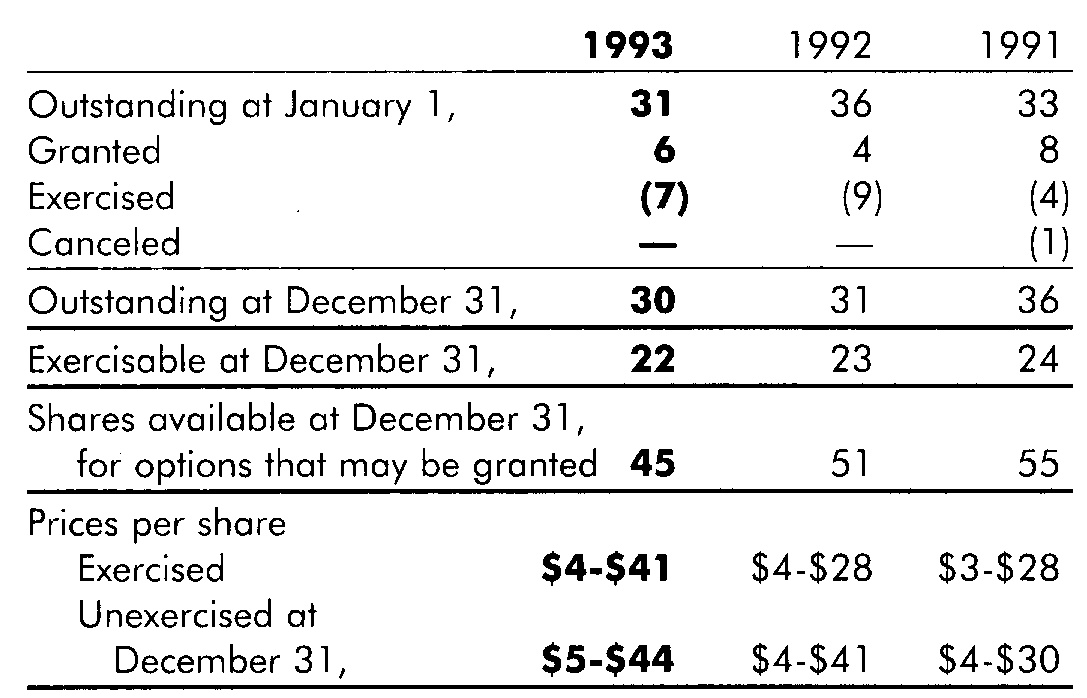 1993 1992 1991
Outstanding at January 1, 31 36 33
Granted 6 4 8
Exercised (7) (9) (4)
Canceled — — (1)
Outstanding at December 31, 30 31 36
Exercisable at December 31, 22 23 24
Shares available at December 31,
for options that may be granted 45 51 55
Prices per share
Exercised $4-$41 $4-$28 $3-$28
Unexercised at
December 31, $5-$44 $4-$41 $4-$30